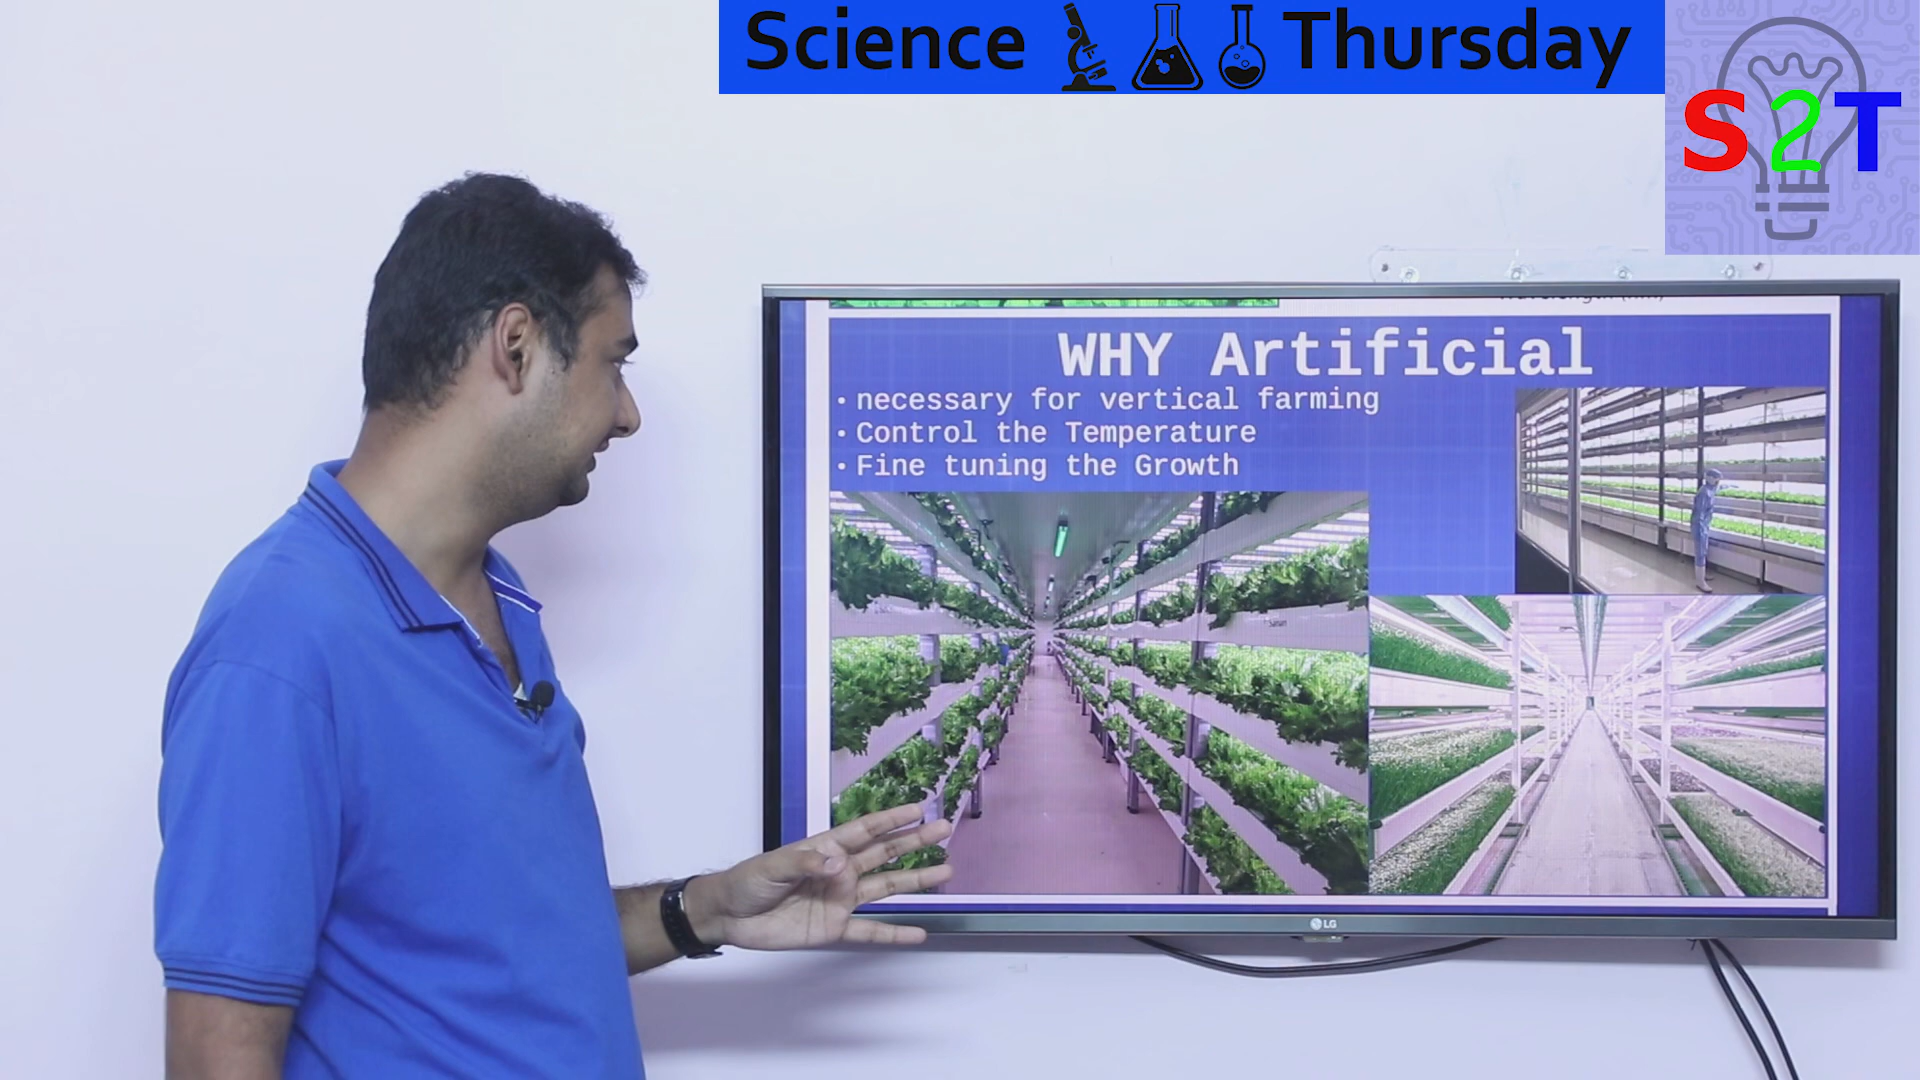 Science Thursday
S2T
WHY Artificial
• necessary for vertical farming
• Control the Temperature
• Fine tuning the Growth
LG